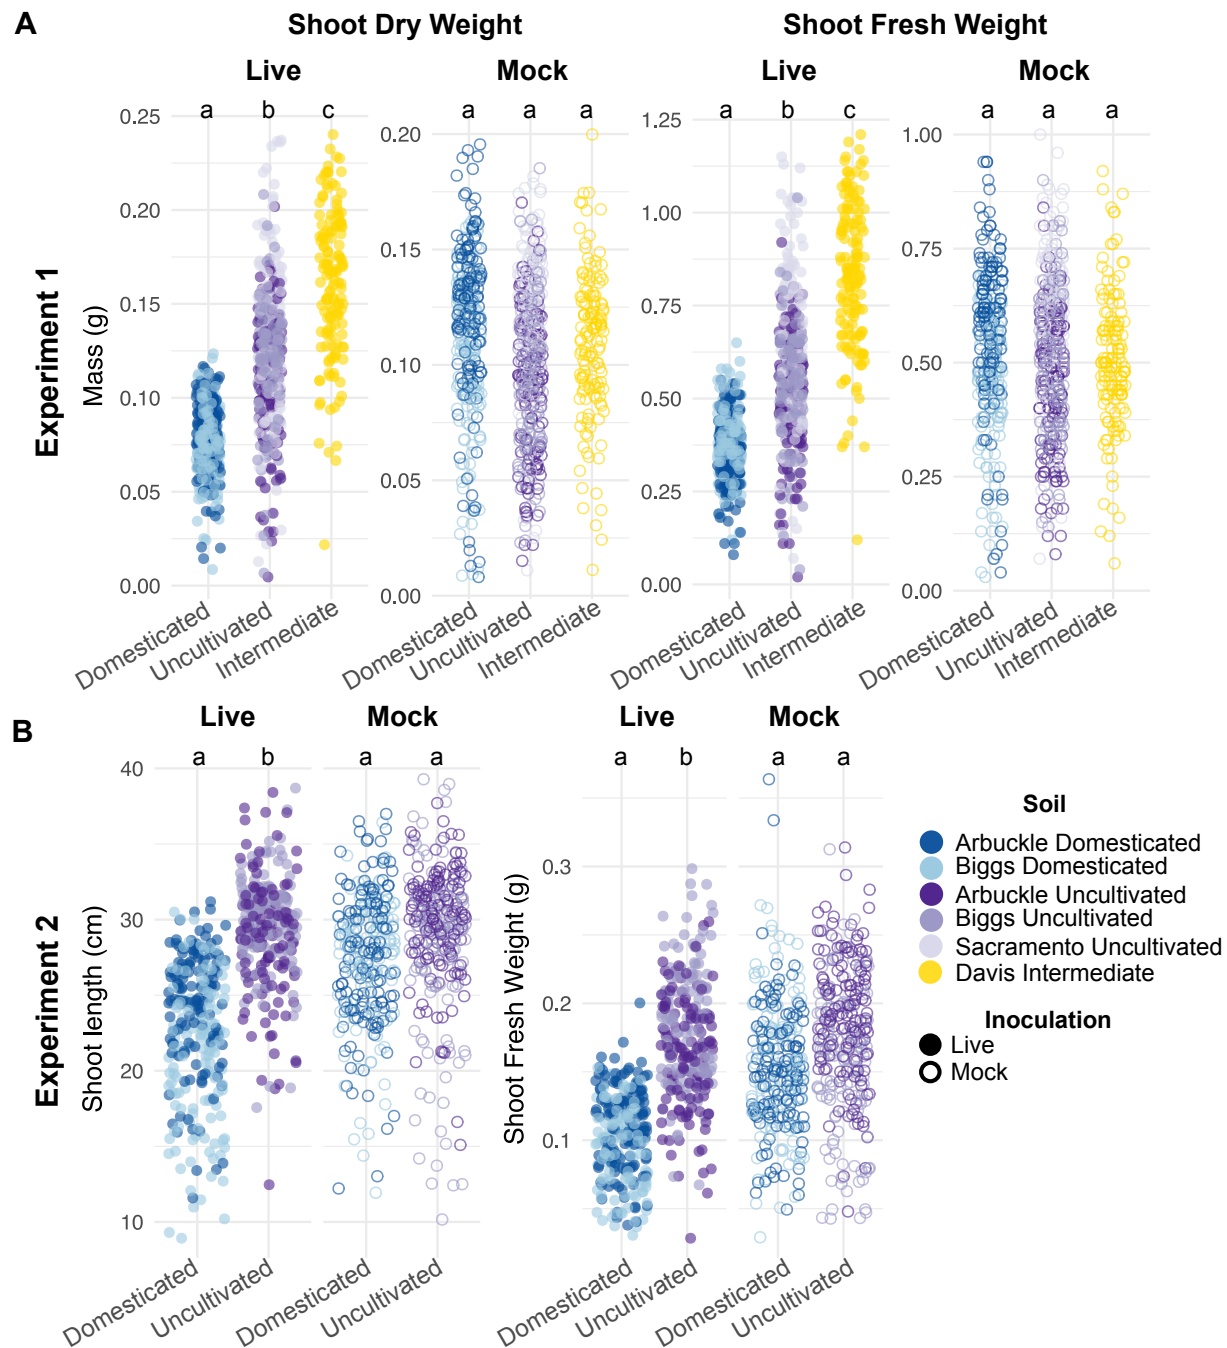 A
Shoot Dry Weight
Shoot Fresh Weight
Live
Mock
Live
Mock
Experiment 1
Mass (g)
a b c
0.25
0.20
0.15
0.10
0.05
0.00
Domesticated
Uncultivated
Intermediate
a a a
0.20
0.15
0.10
0.05
0.00
Domesticated
Uncultivated
Intermediate
a b c
1.25
1.00
0.75
0.50
0.25
0.00
Domesticated
Uncultivated
Intermediate
a a a
1.00
0.75
0.50
0.25
0.00
Domesticated
Uncultivated
Intermediate
B
Live
Mock
Live
Mock
Experiment 2
Shoot length (cm)
a b
a a
40
30
20
10
Domesticated
Uncultivated
Domesticated
Uncultivated
Shoot Fresh Weight (g)
a b
a a
0.3
0.2
0.1
Domesticated
Uncultivated
Domesticated
Uncultivated
Soil
Arbuckle Domesticated
Biggs Domesticated
Arbuckle Uncultivated
Biggs Uncultivated
Sacramento Uncultivated
Davis Intermediate
Inoculation
Live
Mock